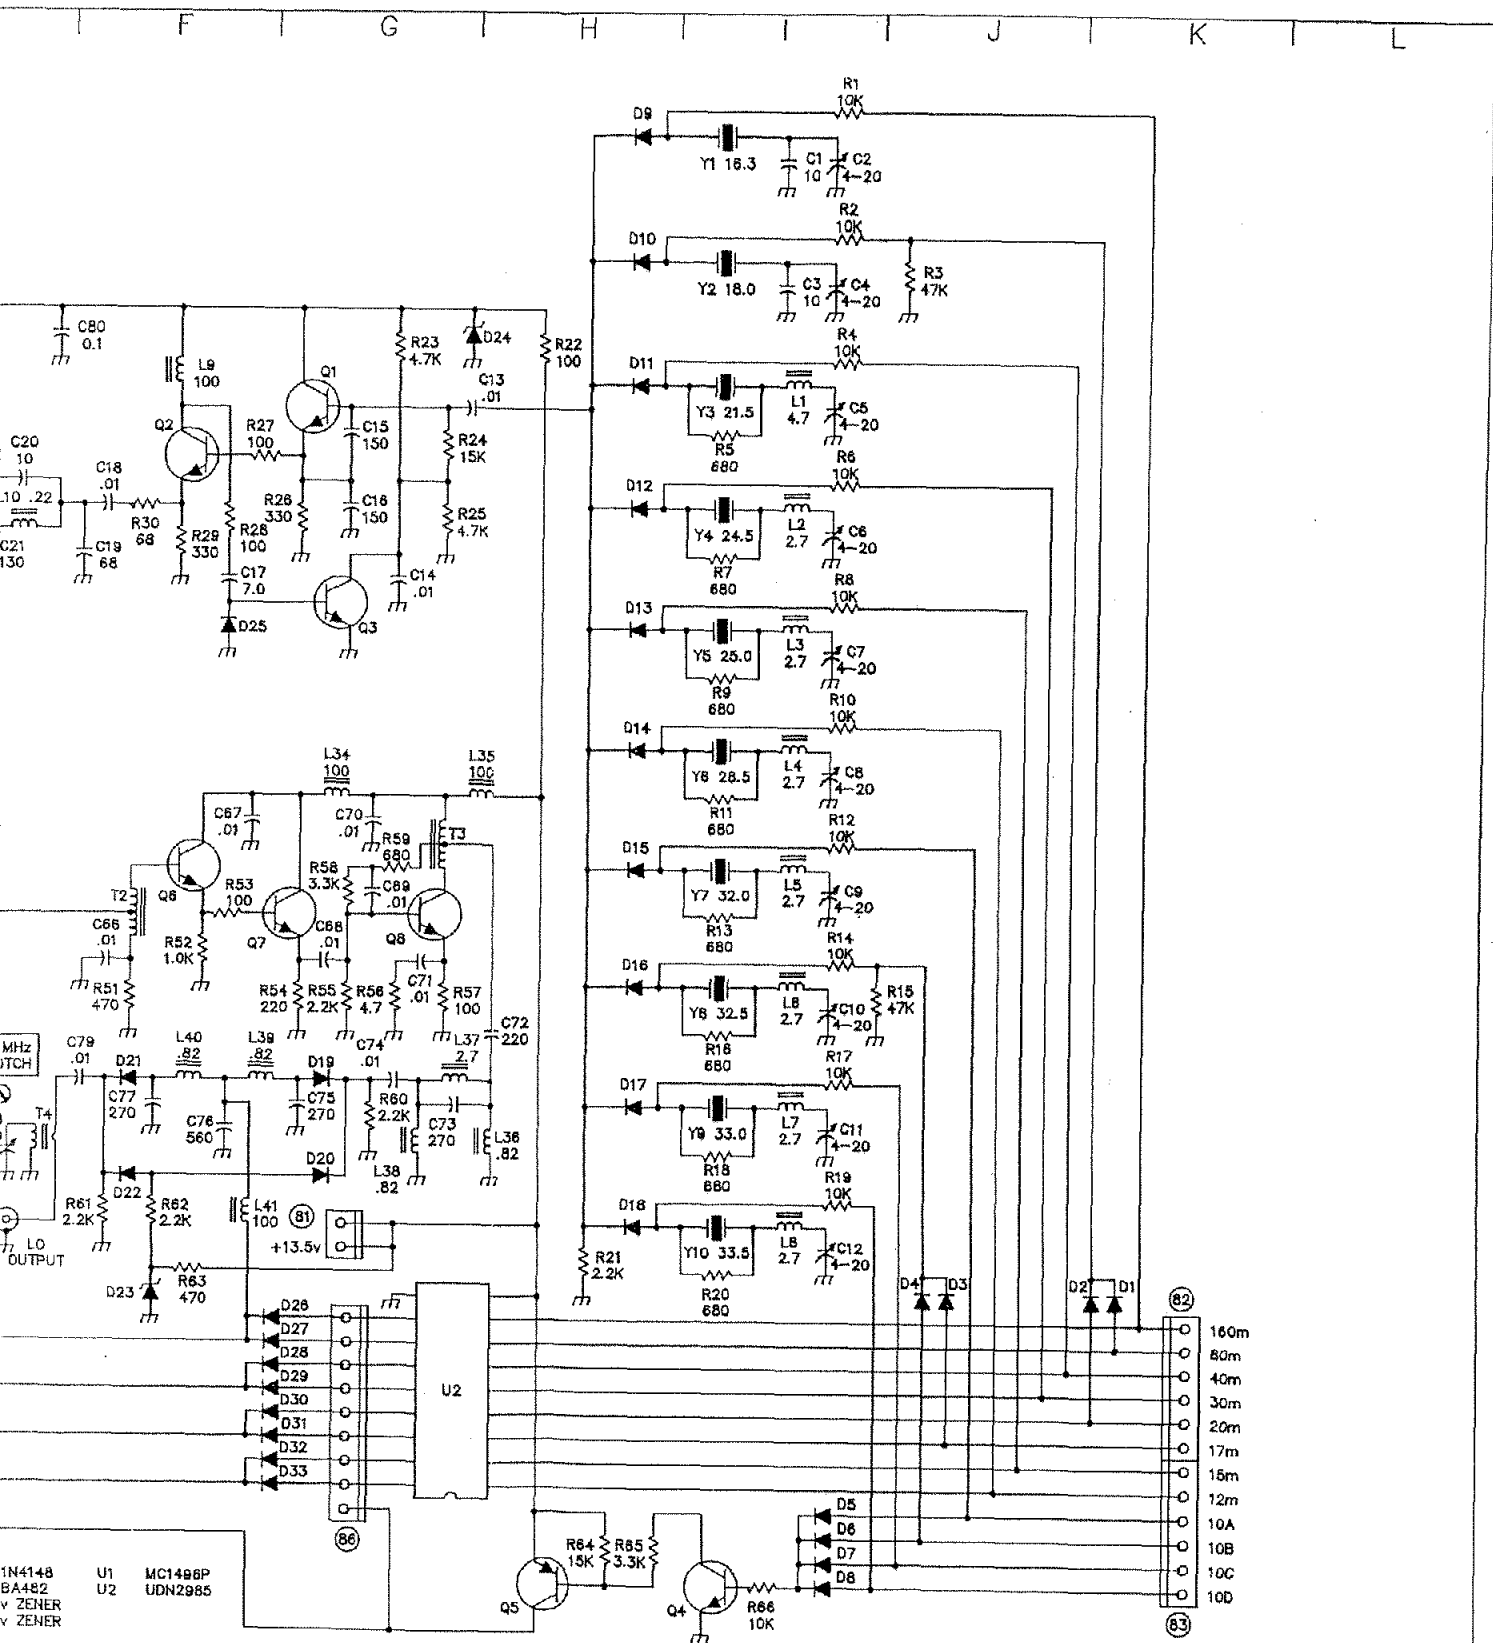 F G H J K L
R1
10K
D9
Y1 16.3
C1
10
C2
4-20
R2
10K
D10
Y2 18.0
C3
10
C4
4-20
R3
47K
C80
0.1
L9
100
Q1
R23
4.7K
D24
R22
100
R4
10K
D11
Y3 21.5
L1
4.7
C5
4-20
R5
680
C13
.01
Q2
R27
100
C15
150
R24
15K
C20
10
C18
.01
L10 .22
R30
68
C21
130
C19
68
R29
330
R28
100
R26
330
C16
150
R25
4.7K
C17
7.0
C14
.01
D25
Q3
R6
10K
D12
Y4 24.5
L2
2.7
C6
4-20
R7
680
R8
10K
D13
Y5 25.0
L3
2.7
C7
4-20
R9
680
R10
10K
D14
Y6 28.5
L4
2.7
C8
4-20
R11
680
L34
100
L35
100
C67
.01
C70
.01
R59
680
T3
R58
3.3K
C69
.01
T2
Q6
R53
100
C66
.01
R52
1.0K
Q7
C68
.01
Q8
R51
470
R54
220
R55
2.2K
R56
4.7
C71
.01
R57
100
R12
10K
D15
Y7 32.0
L5
2.7
C9
4-20
R13
680
R14
10K
D16
Y8 32.5
L6
2.7
C10
4-20
R15
47K
R16
680
MHz
C79
.01
D21
L40
.82
L39
.82
D19
C74
.01
L37
2.7
C72
220
C77
270
C76
560
C75
270
R60
2.2K
C73
270
L36
.82
T4
D22
D20
L38
.82
R61
2.2K
R62
2.2K
L41
100
81
+13.5v
LO
OUTPUT
D23
R63
470
R17
10K
D17
Y9 33.0
L7
2.7
C11
4-20
R18
680
R19
10K
D18
Y10 33.5
L8
2.7
C12
4-20
R21
2.2K
R20
680
D4 D3
D2 D1
82
D26
D27
D28
D29
D30
D31
D32
D33
U2
160m
80m
40m
30m
20m
17m
15m
12m
10A
10B
10C
10D
86
R64
15K
R65
3.3K
Q5
Q4
R66
10K
D5
D6
D7
D8
83
1N4148 U1 MC1496P
BA482 U2 UDN2985
v ZENER
v ZENER